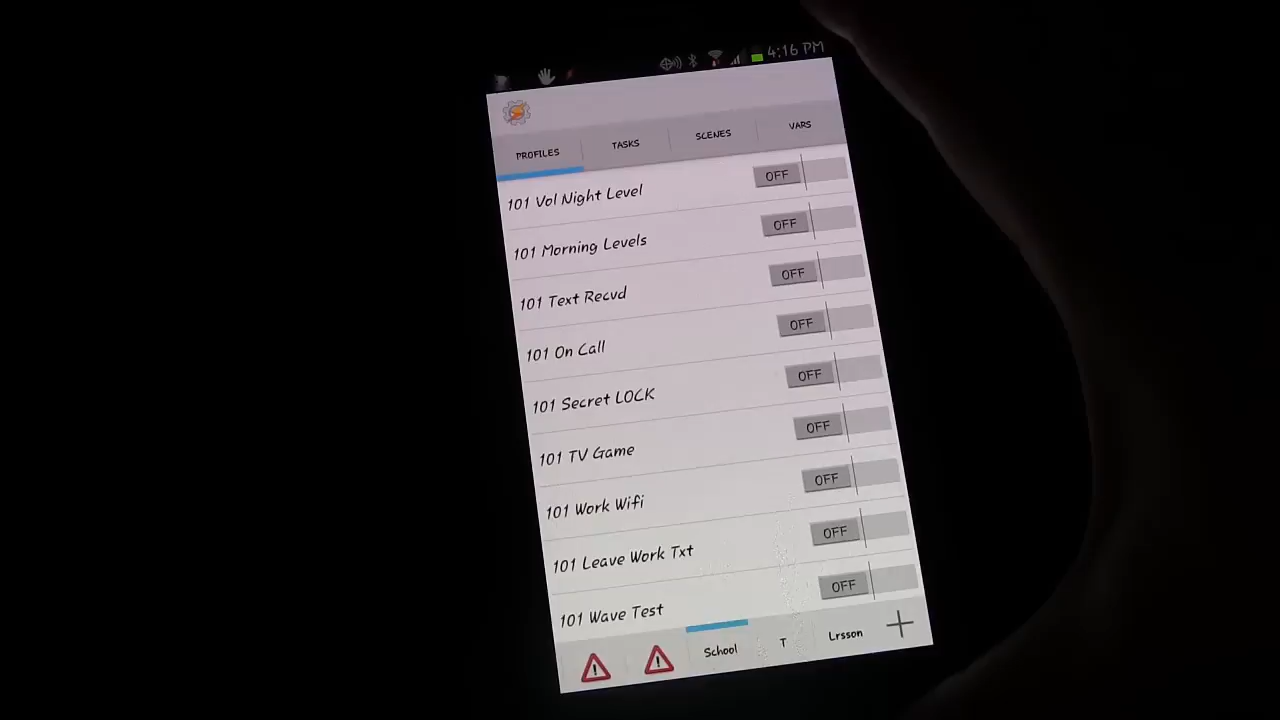 4:16 PM
PROFILES TASKS SCENES VARS
101 Vol Night Level OFF
101 Morning Levels OFF
101 Text Recvd OFF
101 On Call OFF
101 Secret LOCK OFF
101 TV Game OFF
101 Work Wifi OFF
101 Leave Work Txt OFF
101 Wave Test OFF
School T Lrsson